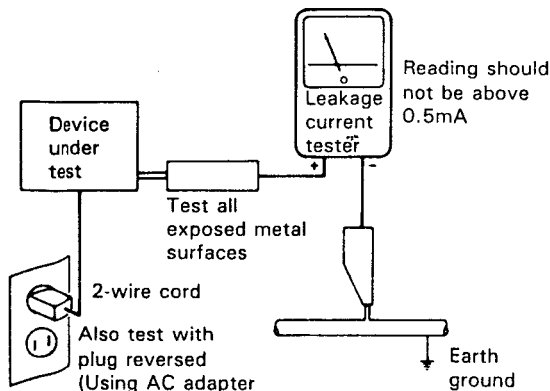 Reading should
not be above
0.5mA
Leakage
current
tester
+
-
Device
under
test
Test all
exposed metal
surfaces
2-wire cord
Also test with
plug reversed
(Using AC adapter
Earth
ground